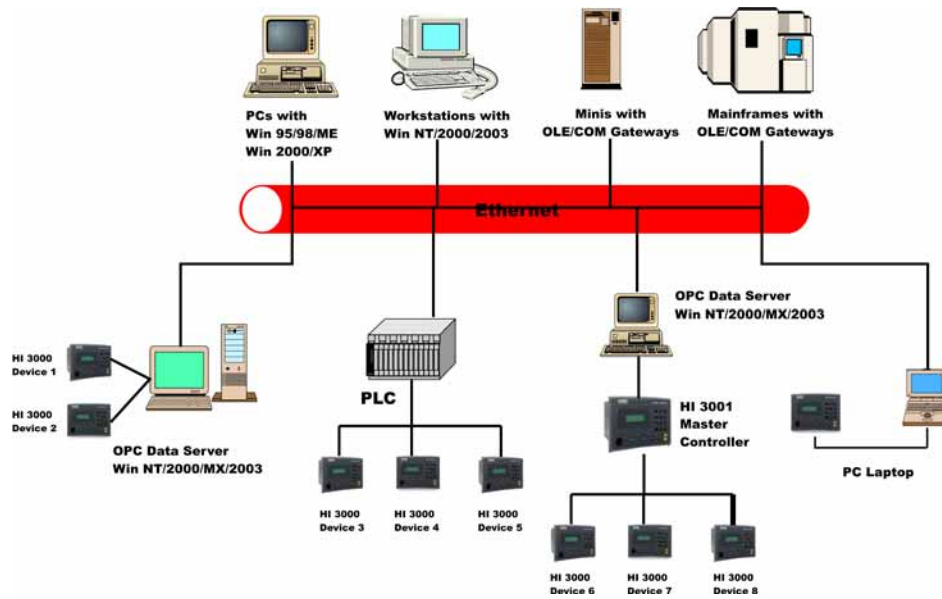 PCs with
Win 95/98/ME
Win 2000/XP
Workstations with
Win NT/2000/2003
Minis with
OLE/COM Gateways
Mainframes with
OLE/COM Gateways
Ethernet
HI 3000
Device 1
HI 3000
Device 2
OPC Data Server
Win NT/2000/MX/2003
PLC
HI 3000
Device 3
HI 3000
Device 4
HI 3000
Device 5
OPC Data Server
Win NT/2000/MX/2003
HI 3001
Master
Controller
HI 3000
Device 6
HI 3000
Device 7
HI 3000
Device 8
PC Laptop